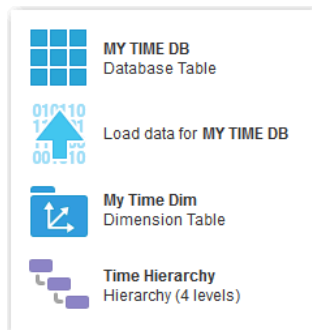 MY TIME DB
Database Table
010110
Load data for MY TIME DB
My Time Dim
Dimension Table
Time Hierarchy
Hierarchy (4 levels)